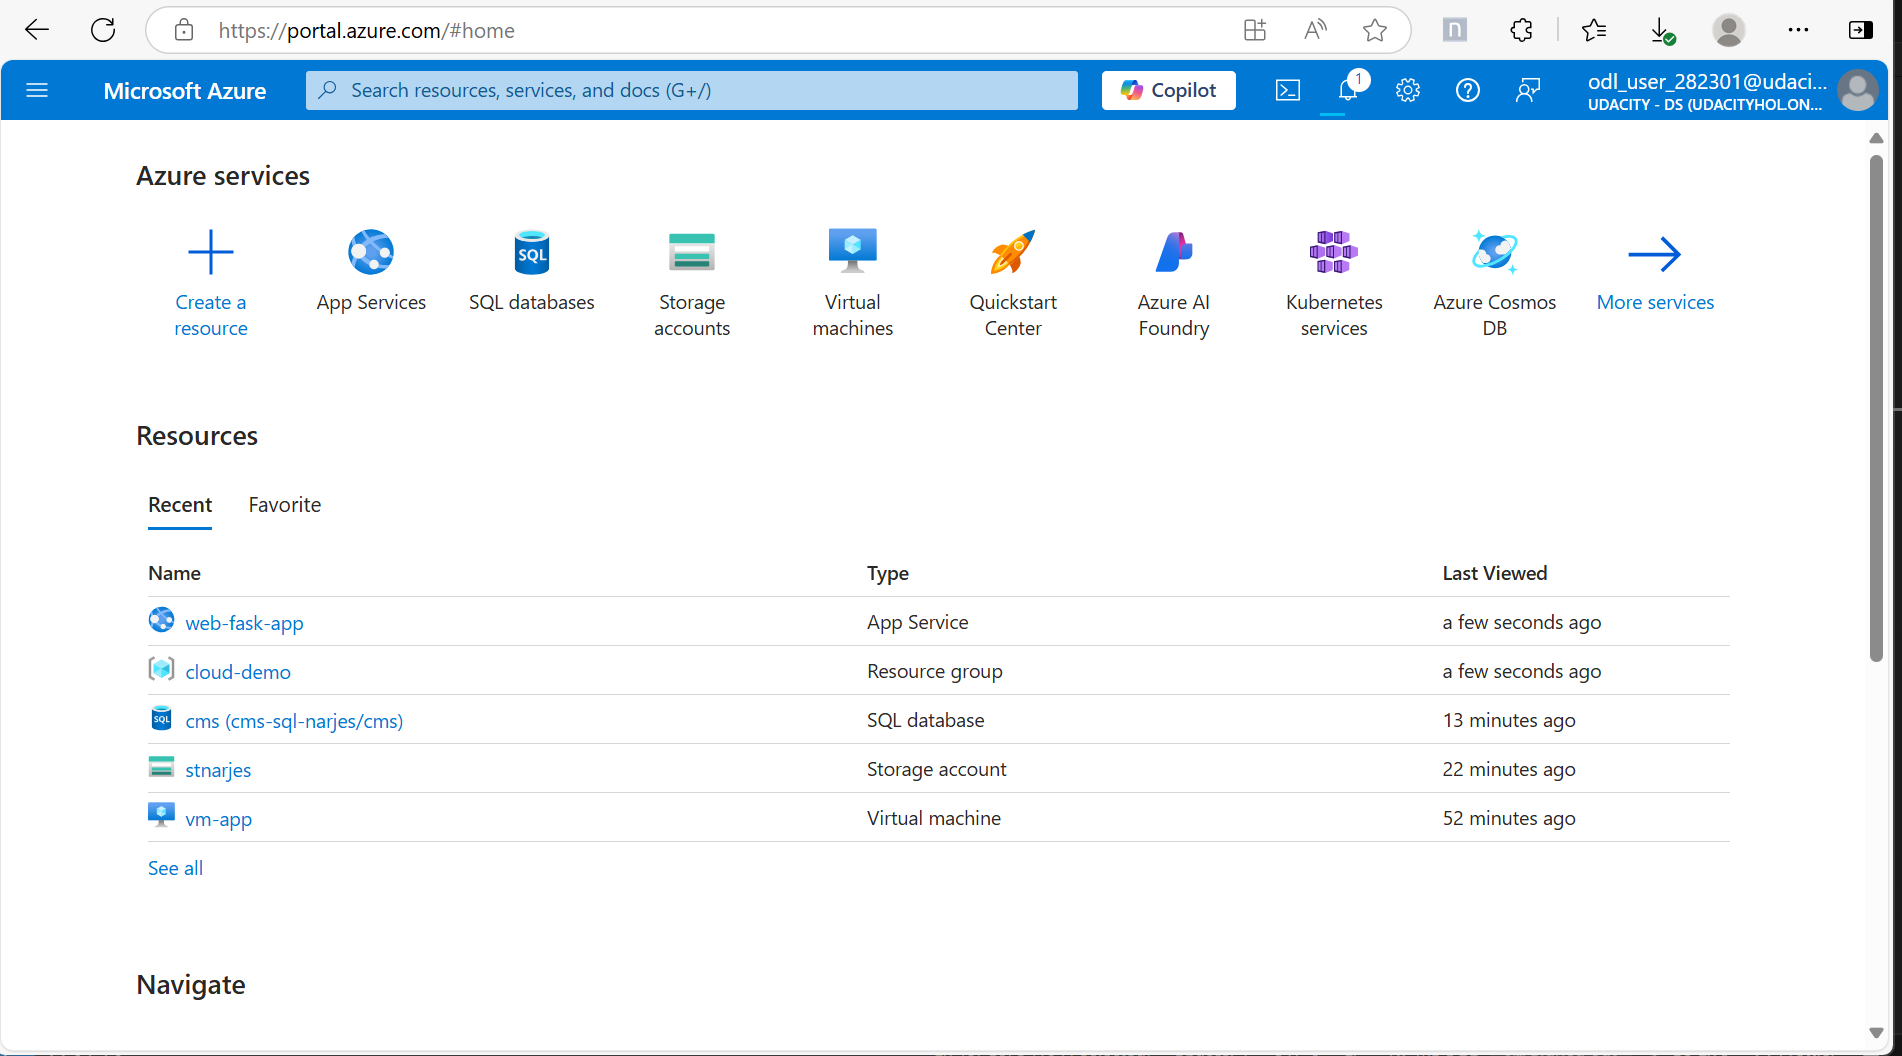 https://portal.azure.com/#home
Microsoft Azure
Search resources, services, and docs (G+/)
Copilot
1
odl_user_282301@udaci...
UDACITY - DS (UDACITYHOL.ON...
Azure services
Create a resource
App Services
SQL
SQL databases
Storage accounts
Virtual machines
Quickstart Center
Azure AI Foundry
Kubernetes services
Azure Cosmos DB
More services
Resources
Recent
Favorite
Name Type Last Viewed
web-fask-app App Service a few seconds ago
cloud-demo Resource group a few seconds ago
SQL cms (cms-sql-narjes/cms) SQL database 13 minutes ago
stnarjes Storage account 22 minutes ago
vm-app Virtual machine 52 minutes ago
See all
Navigate